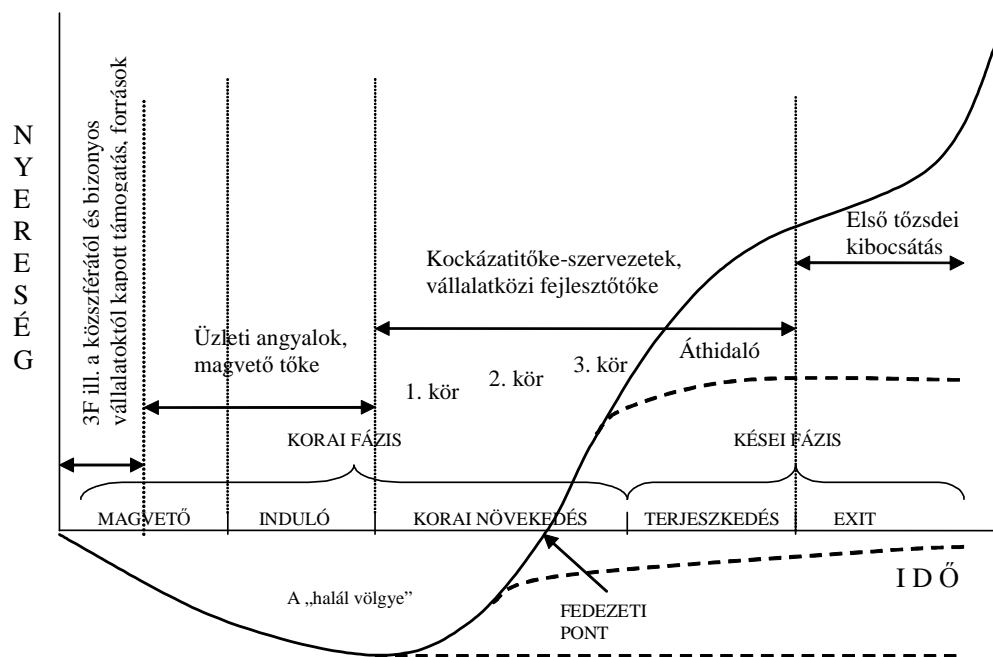 NYERESÉG
3F ill. a közszférától és bizonyos
vállalatoktól kapott támogatás, források
Üzleti angyalok,
magvető tőke
Kockázatitőke-szervezetek,
vállalatközi fejlesztőtőke
Első tőzsdei
kibocsátás
1. kör
2. kör
3. kör
Áthidaló
KORAI FÁZIS
KÉSEI FÁZIS
MAGVETŐ
INDULÓ
KORAI NÖVEKEDÉS
TERJESZKEDÉS
EXIT
IDŐ
A „halál völgye”
FEDEZETI
PONT